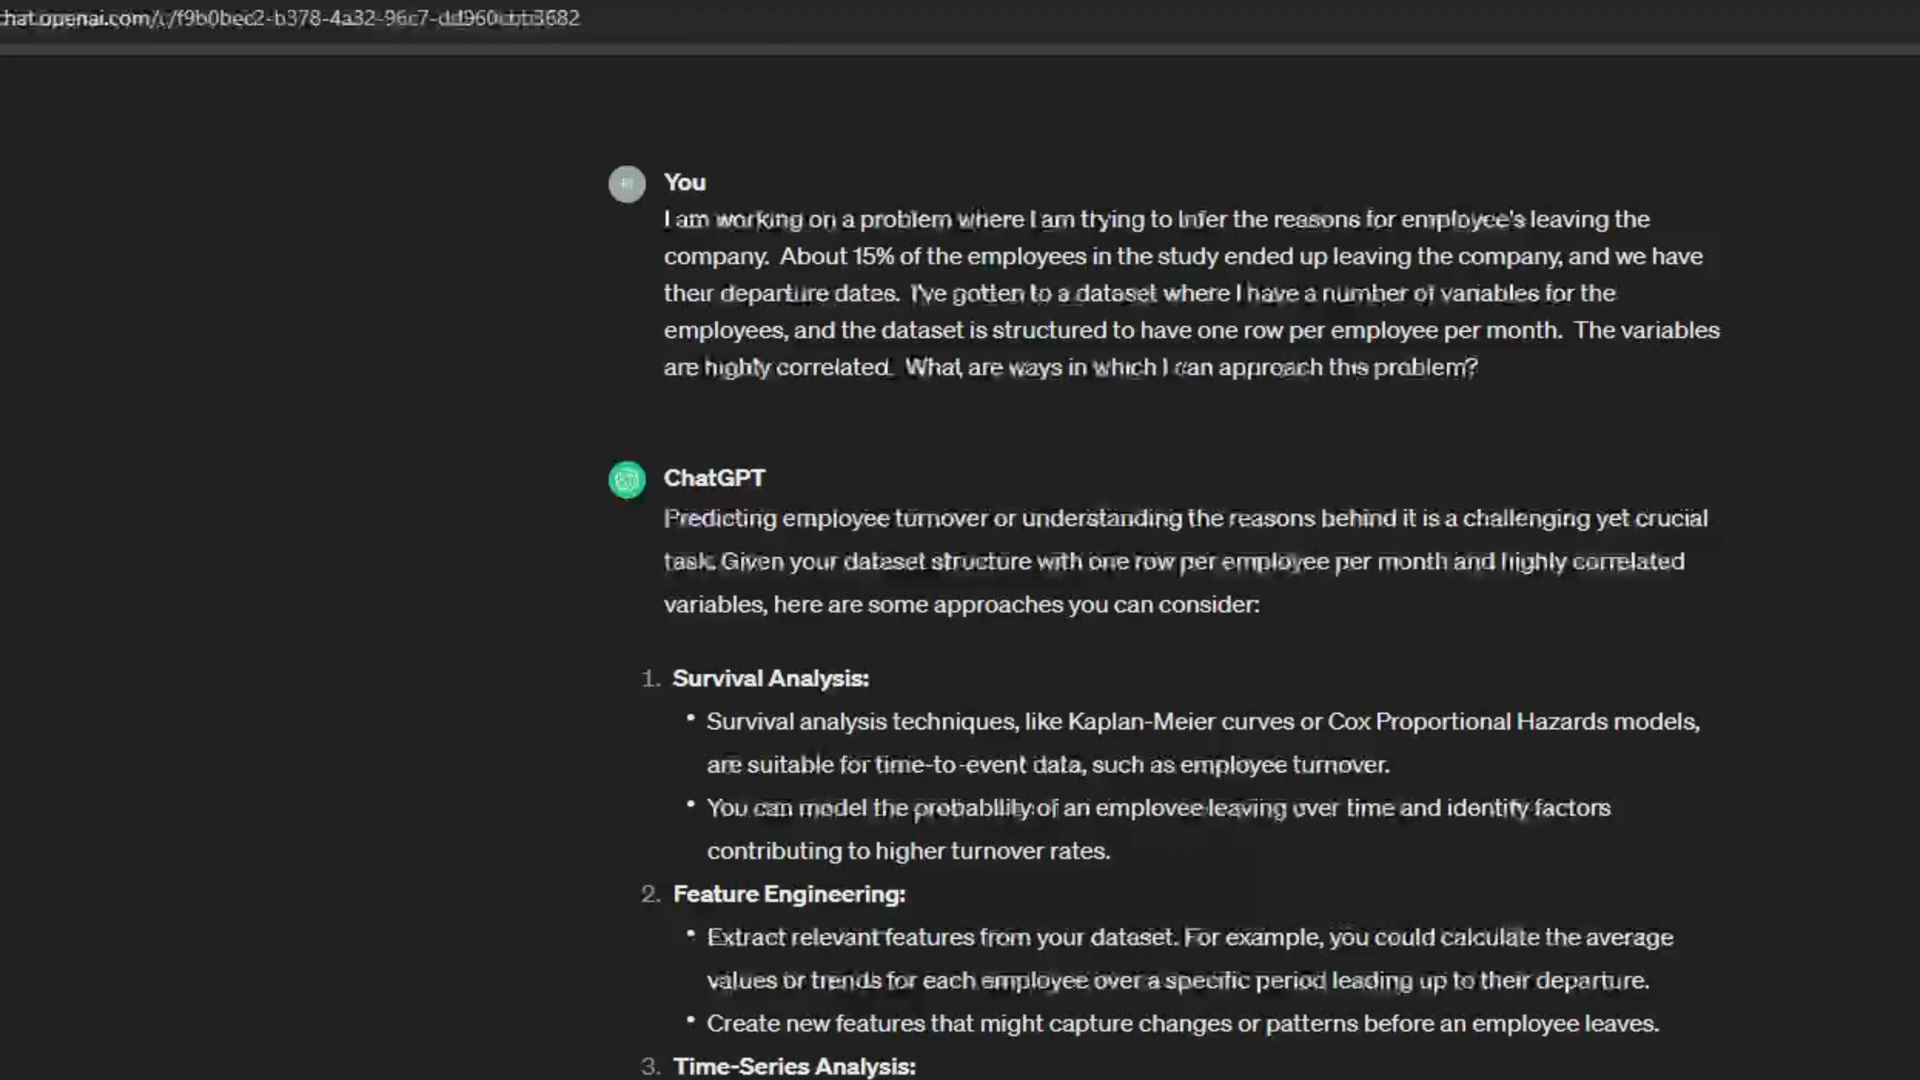 You
I am working on a problem where I am trying to infer the reasons for employee's leaving the
company.  About 15% of the employees in the study ended up leaving the company, and we have
their departure dates.  I've gotten to a dataset where I have a number of variables for the
employees, and the dataset is structured to have one row per employee per month.  The variables
are highly correlated.  What are ways in which I can approach this problem?
ChatGPT
Predicting employee turnover or understanding the reasons behind it is a challenging yet crucial
task. Given your dataset structure with one row per employee per month and highly correlated
variables, here are some approaches you can consider:
1. Survival Analysis:
• Survival analysis techniques, like Kaplan-Meier curves or Cox Proportional Hazards models,
are suitable for time-to-event data, such as employee turnover.
• You can model the probability of an employee leaving over time and identify factors
contributing to higher turnover rates.
2. Feature Engineering:
• Extract relevant features from your dataset. For example, you could calculate the average
values or trends for each employee over a specific period leading up to their departure.
• Create new features that might capture changes or patterns before an employee leaves.
3. Time-Series Analysis: